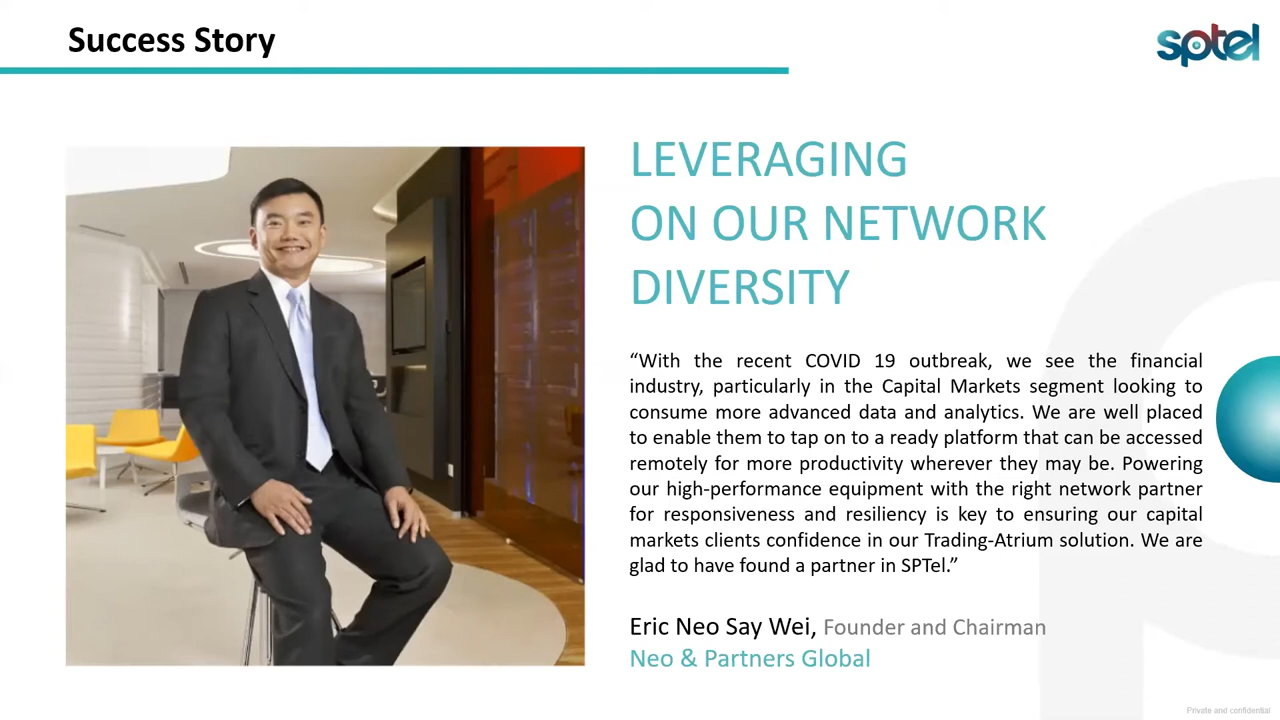 Success Story
sptel
LEVERAGING
ON OUR NETWORK
DIVERSITY
“With the recent COVID 19 outbreak, we see the financial
industry, particularly in the Capital Markets segment looking to
consume more advanced data and analytics. We are well placed
to enable them to tap on to a ready platform that can be accessed
remotely for more productivity wherever they may be. Powering
our high-performance equipment with the right network partner
for responsiveness and resiliency is key to ensuring our capital
markets clients confidence in our Trading-Atrium solution. We are
glad to have found a partner in SPTel.”
Eric Neo Say Wei, Founder and Chairman
Neo & Partners Global
Private and confidential